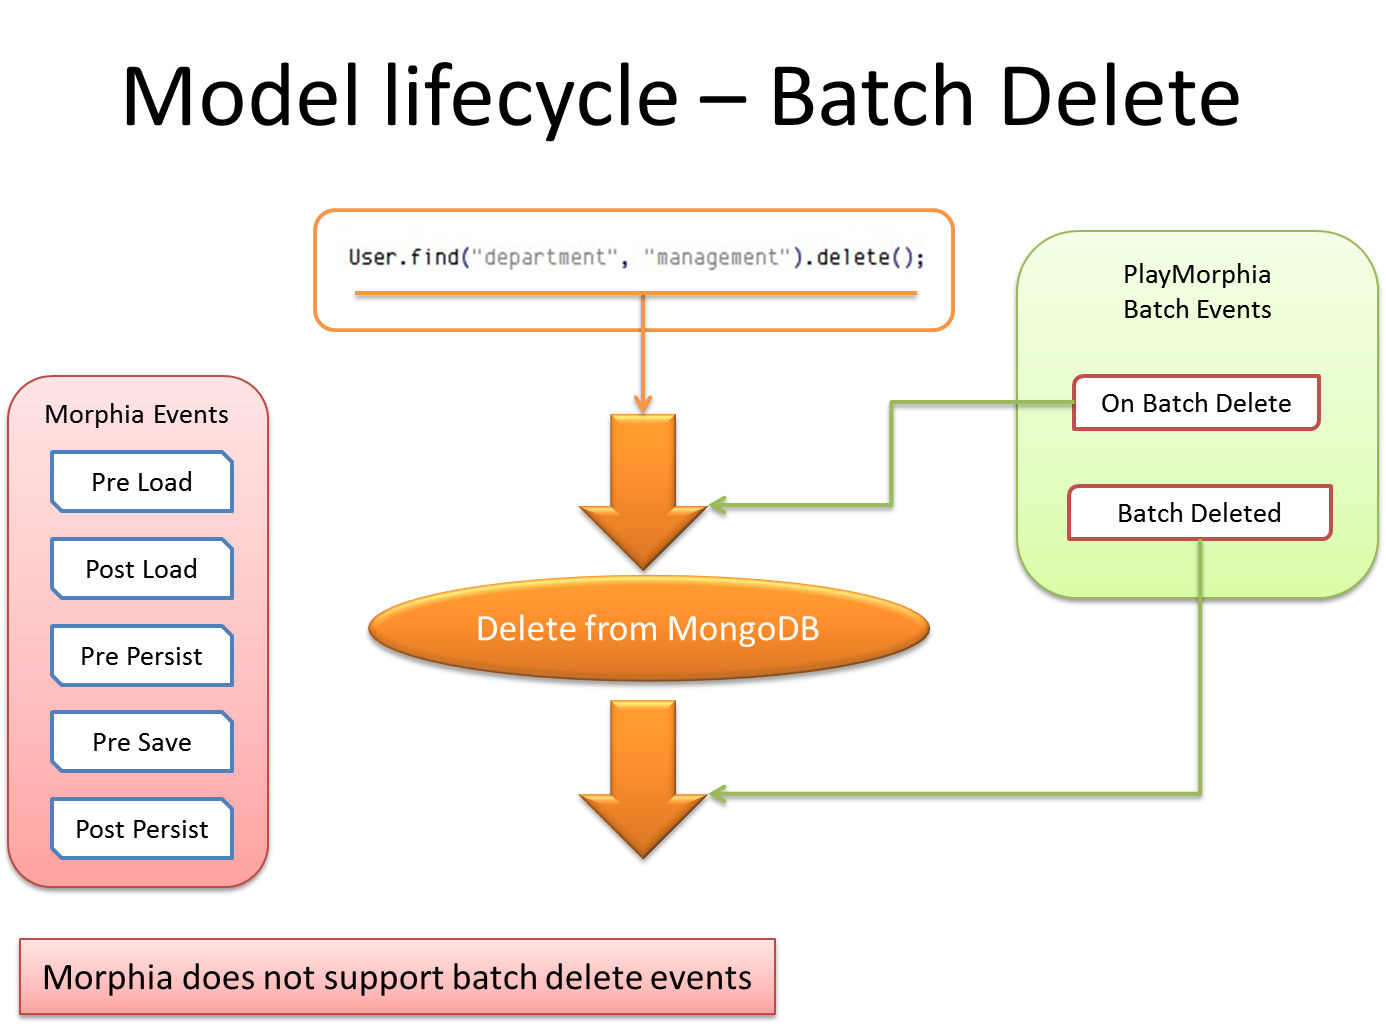 Model lifecycle – Batch Delete
User.find("department", "management").delete();
PlayMorphia
Batch Events
On Batch Delete
Batch Deleted
Morphia Events
Pre Load
Post Load
Pre Persist
Pre Save
Post Persist
Delete from MongoDB
Morphia does not support batch delete events